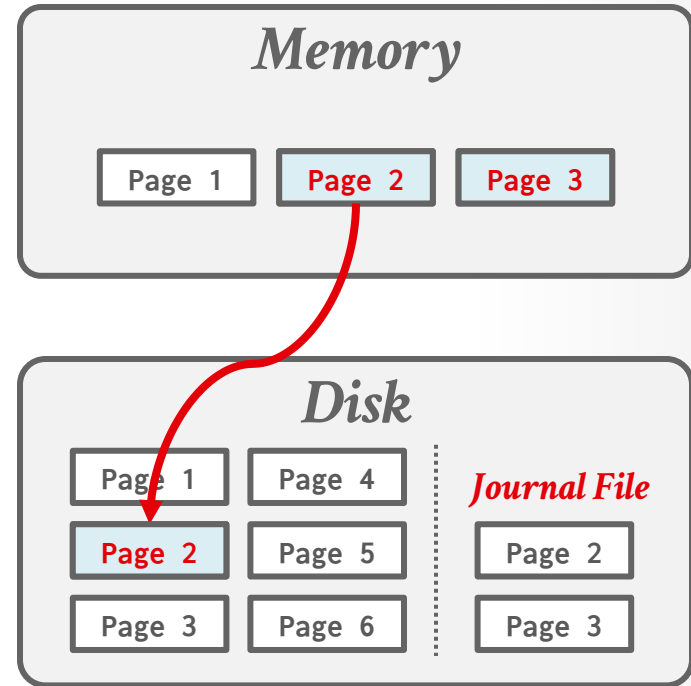 Memory
Page 1 Page 2 Page 3
Disk
Page 1 Page 4
Journal File
Page 2 Page 5 Page 2
Page 3 Page 6 Page 3